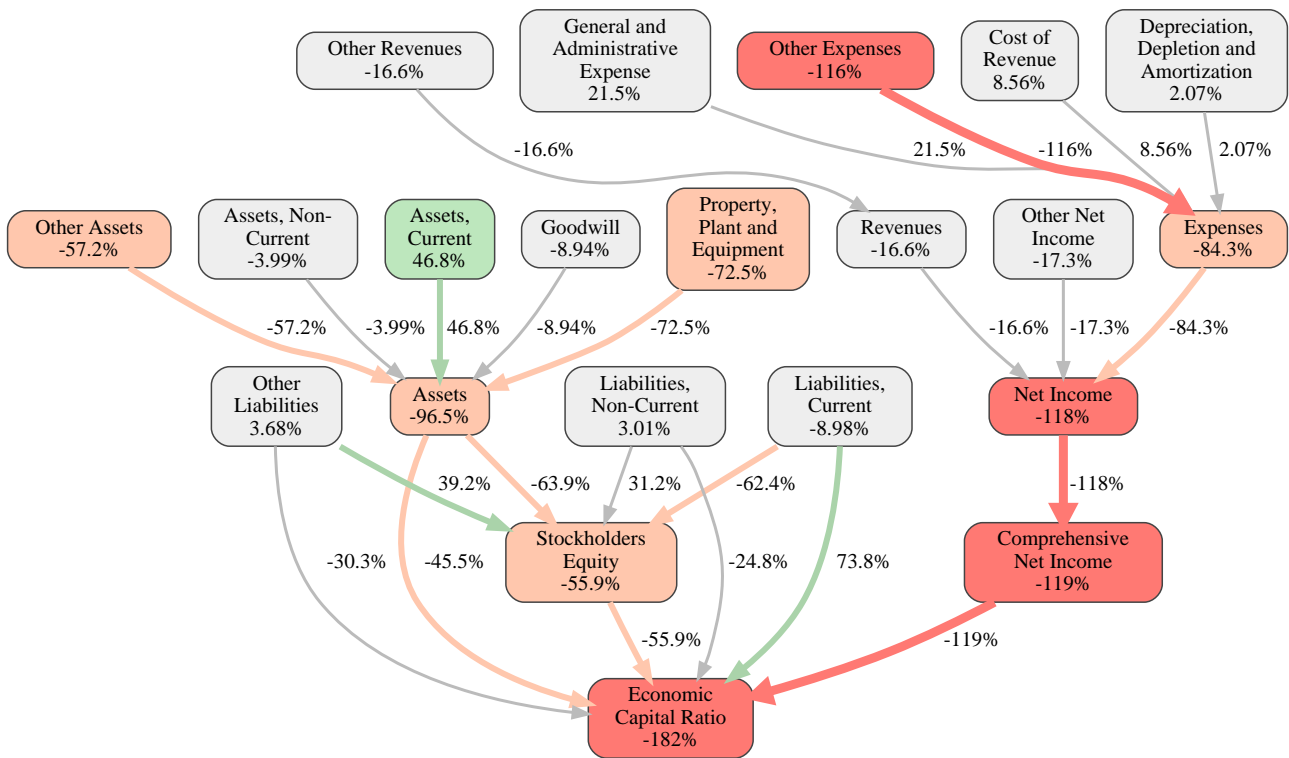 Other Revenues
-16.6%
General and
Administrative
Expense
21.5%
Other Expenses
-116%
Cost of
Revenue
8.56%
Depreciation,
Depletion and
Amortization
2.07%
-16.6%
21.5%
-116%
8.56%
2.07%
Other Assets
-57.2%
Assets, Non-
Current
-3.99%
Assets,
Current
46.8%
Goodwill
-8.94%
Property,
Plant and
Equipment
-72.5%
Revenues
-16.6%
Other Net
Income
-17.3%
Expenses
-84.3%
-57.2%
-3.99%
46.8%
-8.94%
-72.5%
-16.6%
-17.3%
-84.3%
Other
Liabilities
3.68%
Assets
-96.5%
Liabilities,
Non-Current
3.01%
Liabilities,
Current
-8.98%
Net Income
-118%
39.2%
-63.9%
31.2%
-62.4%
-118%
Stockholders
Equity
-55.9%
Comprehensive
Net Income
-119%
-30.3%
-45.5%
-24.8%
73.8%
-55.9%
-119%
Economic
Capital Ratio
-182%